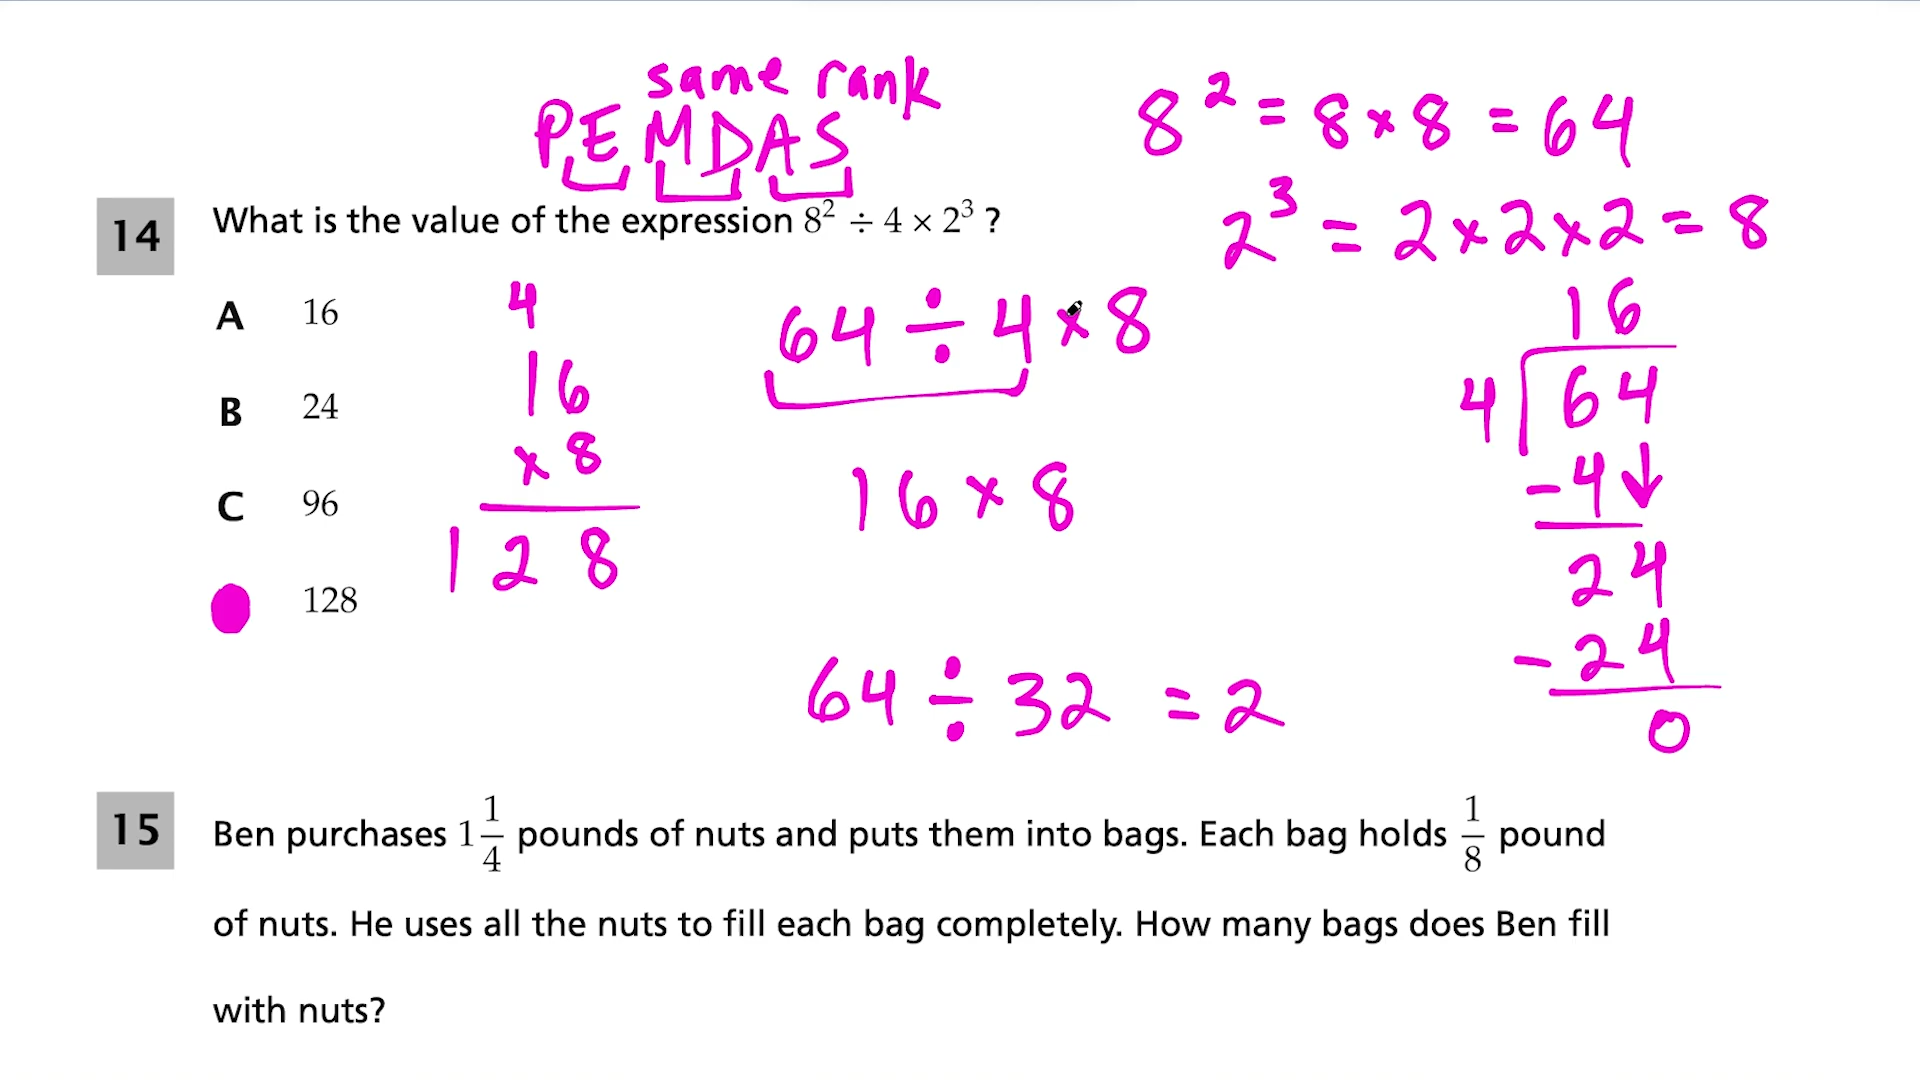 same rank
PEMDAS
8² = 8 × 8 = 64
2³ = 2 × 2 × 2 = 8
14 What is the value of the expression 8² ÷ 4 × 2³ ?
A 16
B 24
C 96
128
4
16
× 8
128
64 ÷ 4 × 8
16 × 8
64 ÷ 32 = 2
16
4 64
- 4
24
- 24
0
15 Ben purchases 1 1/4 pounds of nuts and puts them into bags. Each bag holds 1/8 pound
of nuts. He uses all the nuts to fill each bag completely. How many bags does Ben fill
with nuts?